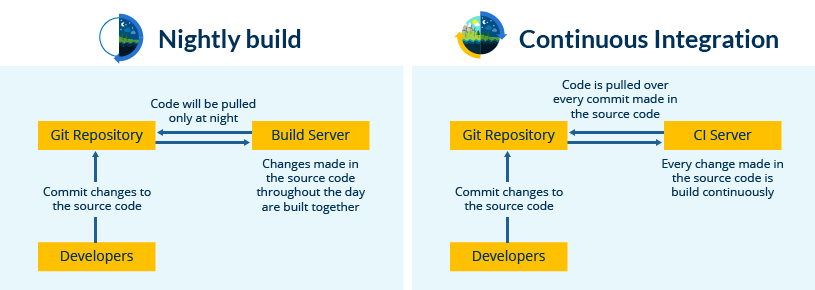 Nightly build
Code will be pulled
only at night
Git Repository
Build Server
Changes made in
the source code
throughout the day
are built together
Commit changes to
the source code
Developers
Continuous Integration
Code is pulled over
every commit made in
the source code
Git Repository
CI Server
Every change made in
the source code is
build continuously
Commit changes to
the source code
Developers